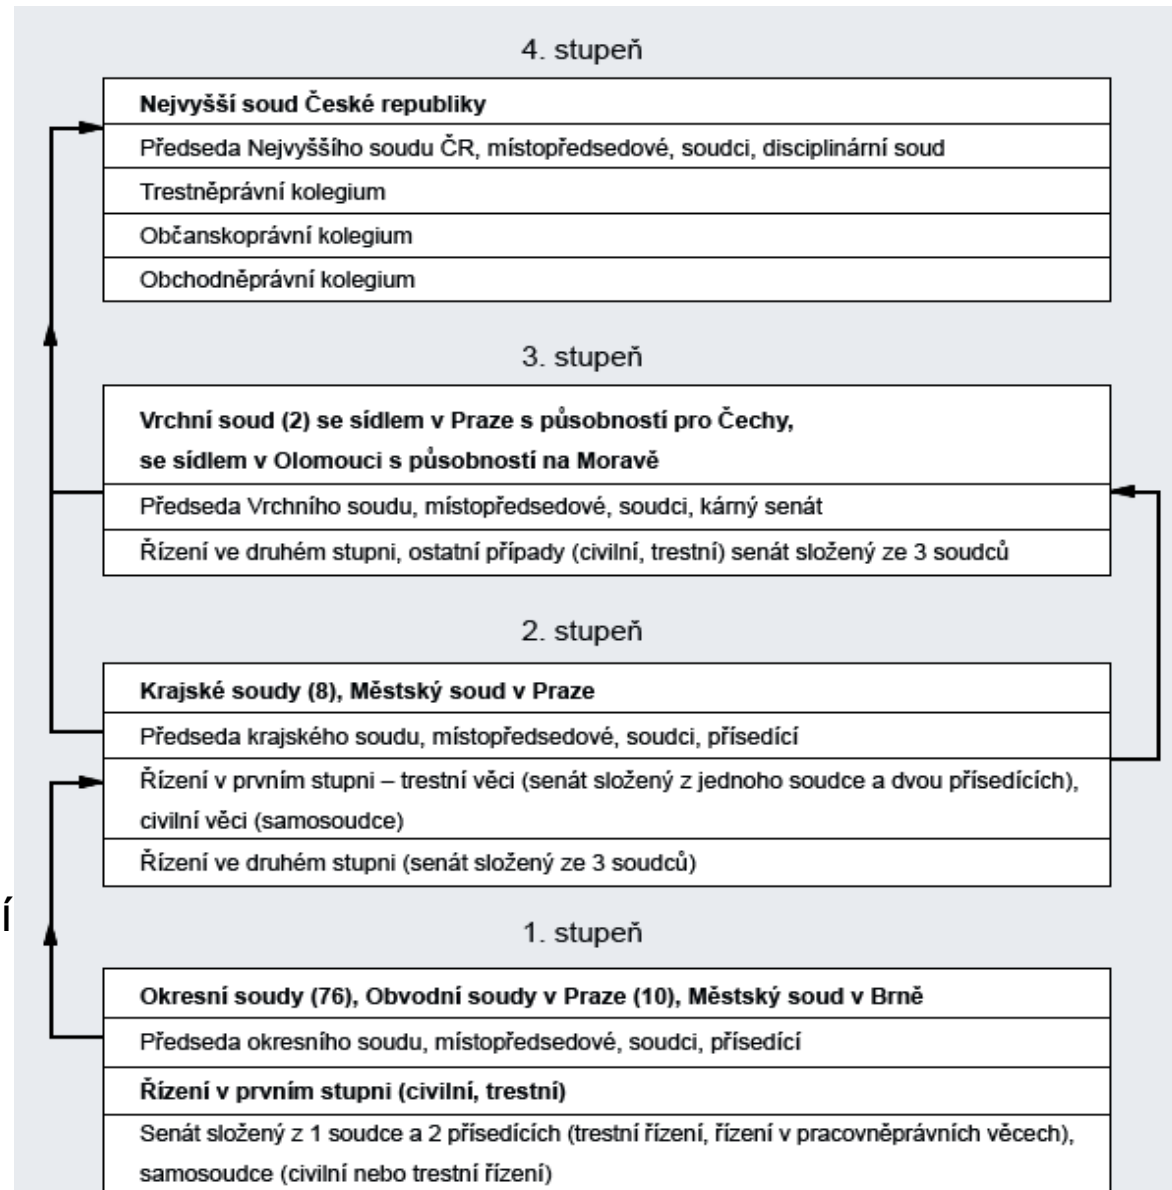 4. stupeň
Nejvyšší soud České republiky
Předseda Nejvyššího soudu ČR, místopředsedové, soudci, disciplinární soud
Trestněprávní kolegium
Občanskoprávní kolegium
Obchodněprávní kolegium
3. stupeň
Vrchní soud (2) se sídlem v Praze s působností pro Čechy,
se sídlem v Olomouci s působností na Moravě
Předseda Vrchního soudu, místopředsedové, soudci, kárný senát
Řízení ve druhém stupni, ostatní případy (civilní, trestní) senát složený ze 3 soudců
2. stupeň
Krajské soudy (8), Městský soud v Praze
Předseda krajského soudu, místopředsedové, soudci, přísedící
Řízení v prvním stupni – trestní věci (senát složený z jednoho soudce a dvou přísedících),
civilní věci (samosoudce)
Řízení ve druhém stupni (senát složený ze 3 soudců)
í
1. stupeň
Okresní soudy (76), Obvodní soudy v Praze (10), Městský soud v Brně
Předseda okresního soudu, místopředsedové, soudci, přísedící
Řízení v prvním stupni (civilní, trestní)
Senát složený z 1 soudce a 2 přísedících (trestní řízení, řízení v pracovněprávních věcech),
samosoudce (civilní nebo trestní řízení)